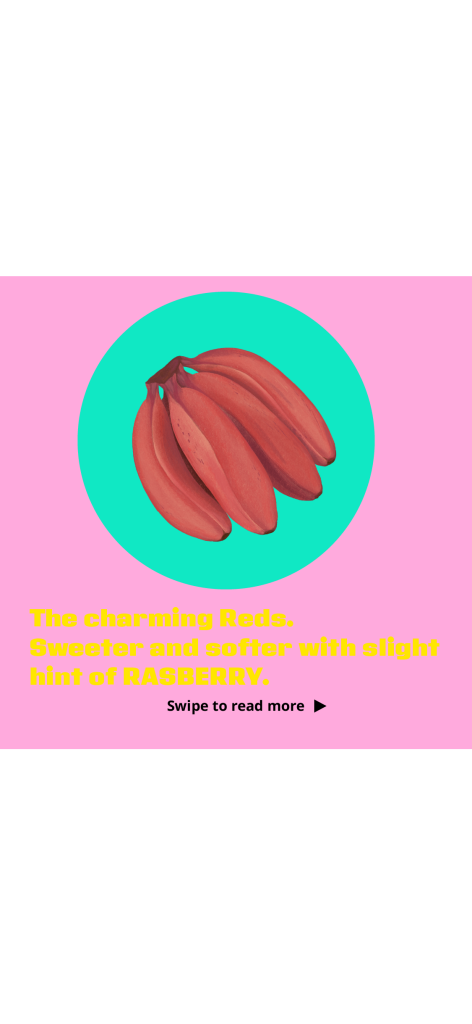 The charming Reds.
Sweeter and softer with slight
hint of RASBERRY.
Swipe to read more ▶